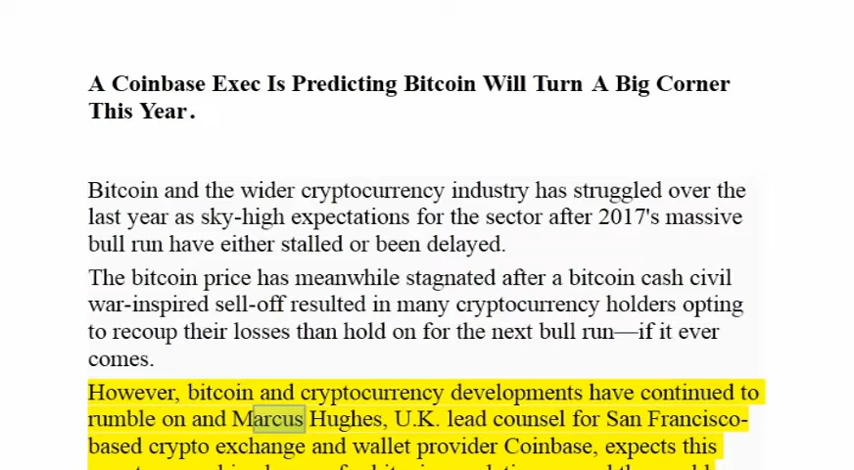 A Coinbase Exec Is Predicting Bitcoin Will Turn A Big Corner
This Year.
Bitcoin and the wider cryptocurrency industry has struggled over the
last year as sky-high expectations for the sector after 2017's massive
bull run have either stalled or been delayed.
The bitcoin price has meanwhile stagnated after a bitcoin cash civil
war-inspired sell-off resulted in many cryptocurrency holders opting
to recoup their losses than hold on for the next bull run—if it ever
comes.
However, bitcoin and cryptocurrency developments have continued to
rumble on and Marcus Hughes, U.K. lead counsel for San Francisco-
based crypto exchange and wallet provider Coinbase, expects this